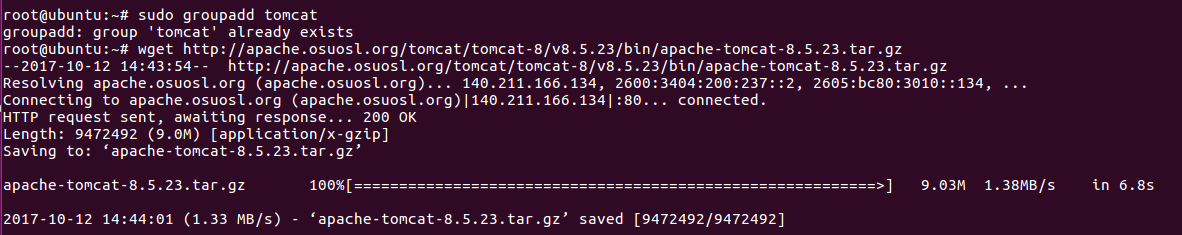 root@ubuntu:~# sudo groupadd tomcat
groupadd: group 'tomcat' already exists
root@ubuntu:~# wget http://apache.osuosl.org/tomcat/tomcat-8/v8.5.23/bin/apache-tomcat-8.5.23.tar.gz
--2017-10-12 14:43:54--  http://apache.osuosl.org/tomcat/tomcat-8/v8.5.23/bin/apache-tomcat-8.5.23.tar.gz
Resolving apache.osuosl.org (apache.osuosl.org)... 140.211.166.134, 2600:3404:200:237::2, 2605:bc80:3010::134, ...
Connecting to apache.osuosl.org (apache.osuosl.org)|140.211.166.134|:80... connected.
HTTP request sent, awaiting response... 200 OK
Length: 9472492 (9.0M) [application/x-gzip]
Saving to: ‘apache-tomcat-8.5.23.tar.gz’
apache-tomcat-8.5.23.tar.gz       100%[===========================================================>]   9.03M  1.38MB/s    in 6.8s
2017-10-12 14:44:01 (1.33 MB/s) - ‘apache-tomcat-8.5.23.tar.gz’ saved [9472492/9472492]